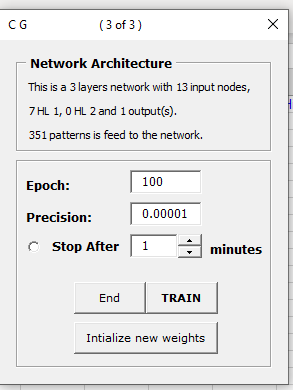 C G ( 3 of 3 )
Network Architecture
This is a 3 layers network with 13 input nodes,
7 HL 1, 0 HL 2 and 1 output(s).
351 patterns is feed to the network.
Epoch: 100
Precision: 0.00001
Stop After 1 minutes
End TRAIN
Intialize new weights